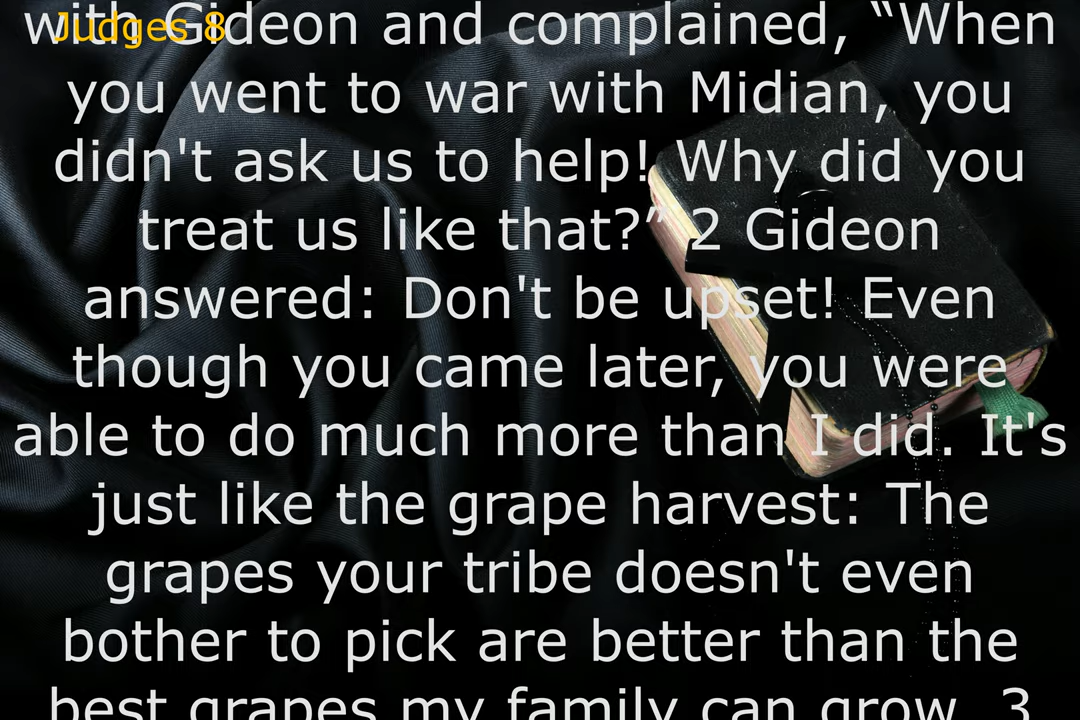 Judges 8
with Gideon and complained, “When
you went to war with Midian, you
didn't ask us to help! Why did you
treat us like that?” 2 Gideon
answered: Don't be upset! Even
though you came later, you were
able to do much more than I did. It's
just like the grape harvest: The
grapes your tribe doesn't even
bother to pick are better than the
best grapes my family can grow. 3